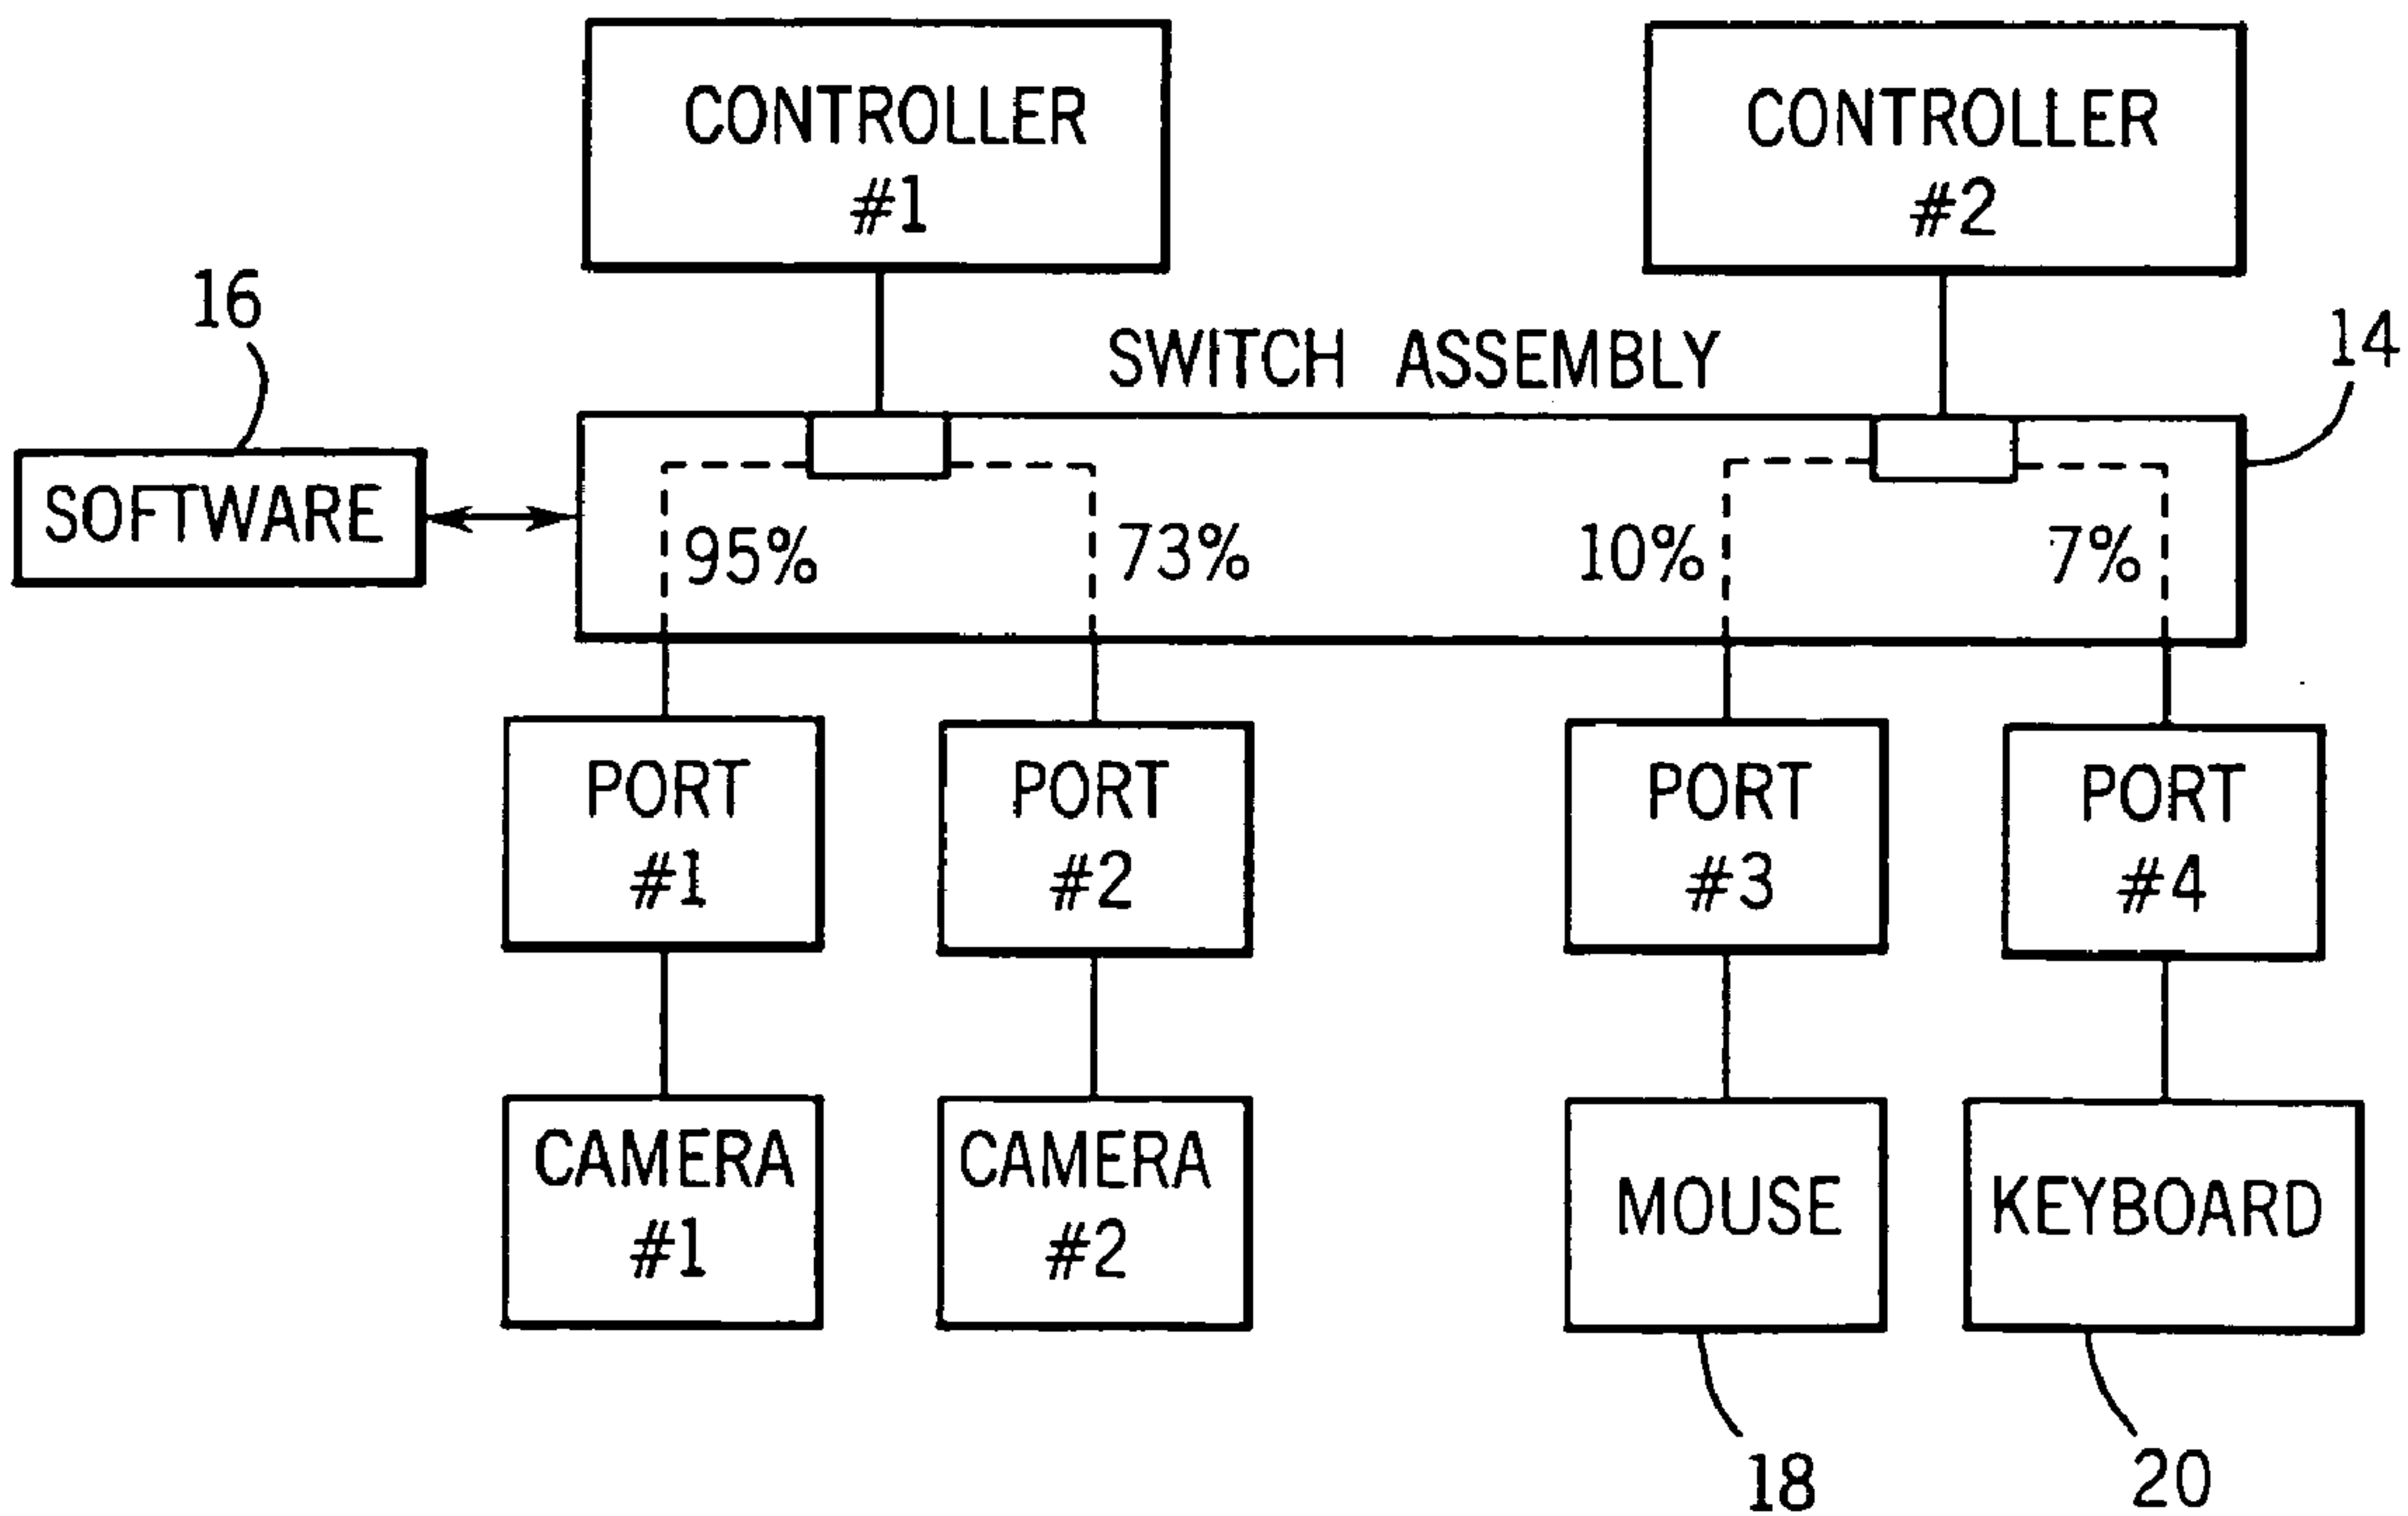 CONTROLLER
#1
CONTROLLER
#2
16
SWITCH ASSEMBLY
14
SOFTWARE
95%
73%
10%
7%
PORT
#1
PORT
#2
PORT
#3
PORT
#4
CAMERA
#1
CAMERA
#2
MOUSE
KEYBOARD
18
20